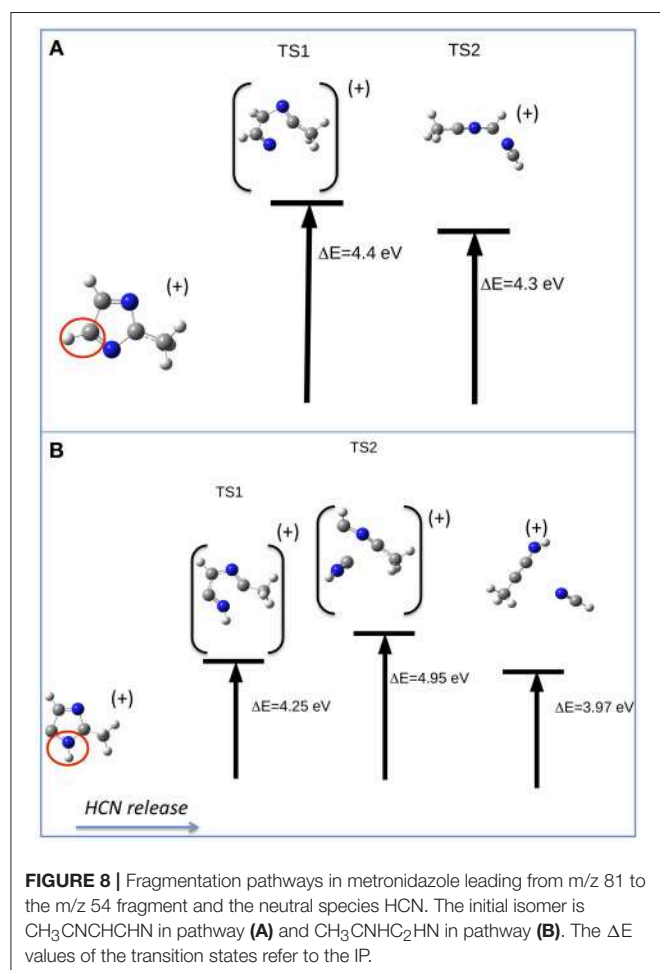 A
TS1
TS2
(+)
(+)
(+)
ΔE=4.4 eV
ΔE=4.3 eV
B
TS2
TS1
(+)
(+)
(+)
(+)
ΔE=4.25 eV
ΔE=4.95 eV
ΔE=3.97 eV
HCN release
FIGURE 8 | Fragmentation pathways in metronidazole leading from m/z 81 to
the m/z 54 fragment and the neutral species HCN. The initial isomer is
CH₃CNCHCHN in pathway (A) and CH₃CNHC₂HN in pathway (B). The ΔE
values of the transition states refer to the IP.